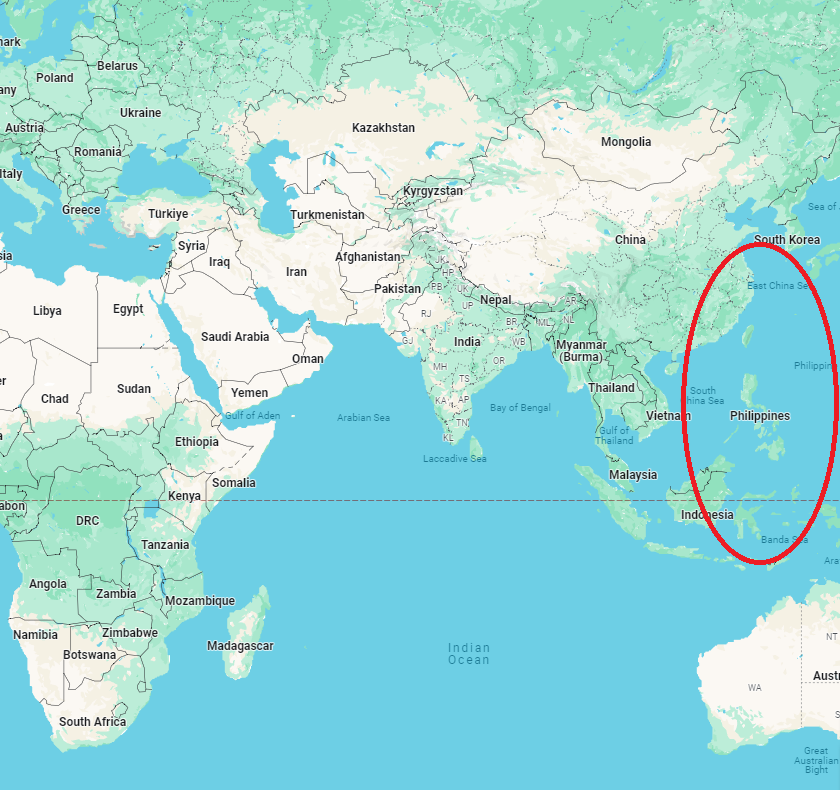 nark
Belarus
Poland
any
Ukraine
Austria
Kazakhstan
Mongolia
Romania
Italy
Kyrgyzstan
Greece
Türkiye
Turkmenistan
Sea of
South Korea
China
Syria
sia
Iraq
Afghanistan
Iran
JK
HP
Pakistan
PB
UK
East China Sea
Nepal
AR
UP
RJ
Libya
Egypt
BR
ML
NL
Saudi Arabia
GJ
India
WB
Myanmar
(Burma)
Oman
OR
MH
Philippin
TS
Sudan
Thailand
Yemen
Chad
er
South
China Sea
KA
AP
Gulf of Aden
Arabian Sea
Bay of Bengal
Vietnam
Philippines
TN
Ethiopia
KL
Gulf of
Thailand
Laccadive Sea
Malaysia
Somalia
Kenya
abon
Indonesia
DRC
Banda Sea
Tanzania
Ara
Angola
Zambia
Mozambique
Namibia
Zimbabwe
NT
Madagascar
Indian
Ocean
Botswana
Austr
WA
S
South Africa
Great
Australian
Bight